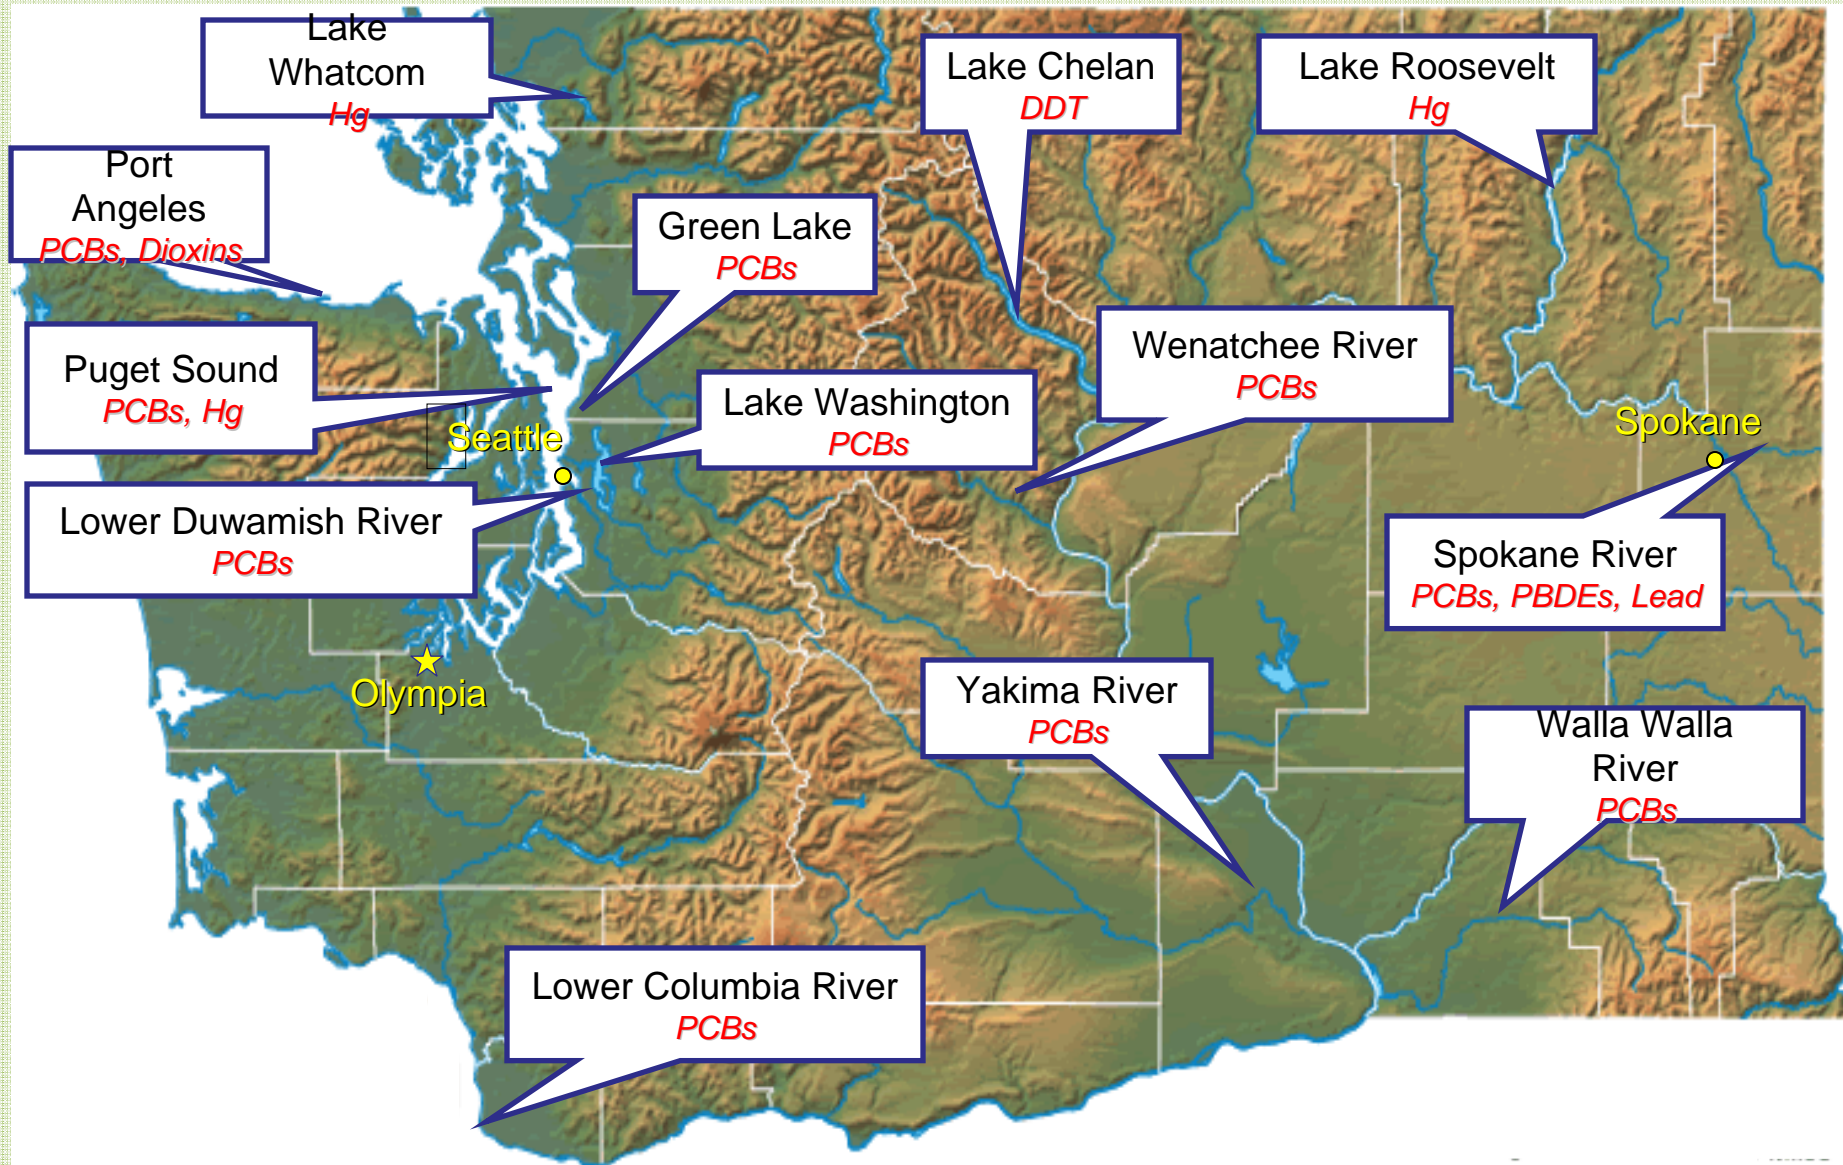 Lake
Whatcom
Hg
Lake Chelan
DDT
Lake Roosevelt
Hg
Port
Angeles
PCBs, Dioxins
Green Lake
PCBs
Puget Sound
PCBs, Hg
Wenatchee River
PCBs
Lake Washington
PCBs
Seattle
Spokane
Lower Duwamish River
PCBs
Spokane River
PCBs, PBDEs, Lead
Olympia
Yakima River
PCBs
Walla Walla
River
PCBs
Lower Columbia River
PCBs